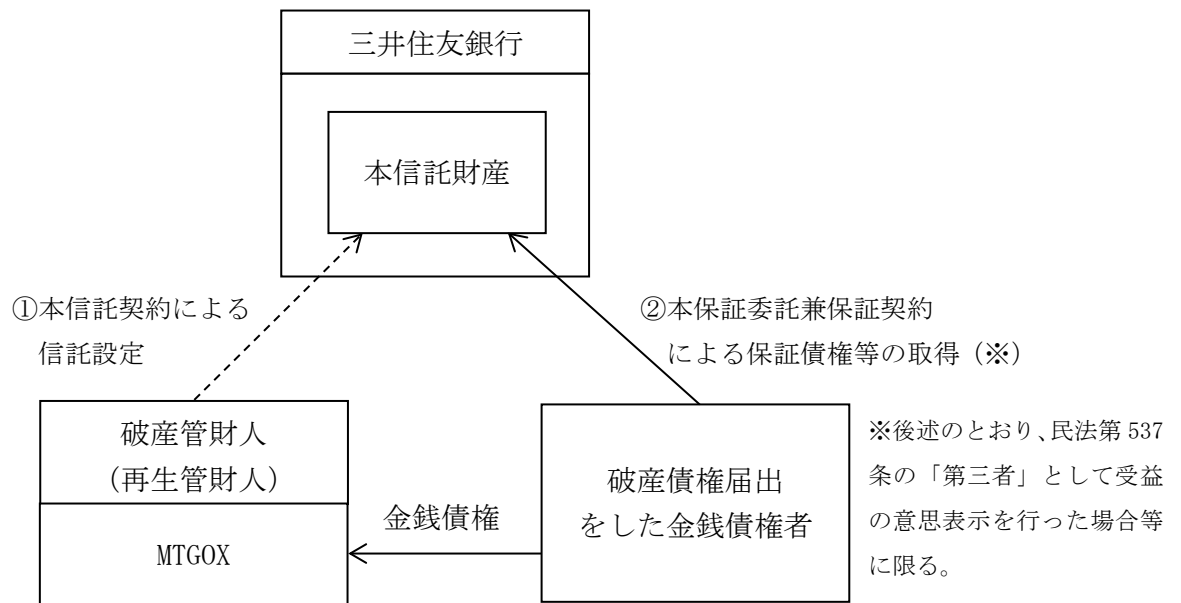 三井住友銀行
本信託財産
①本信託契約による
信託設定
②本保証委託兼保証契約
による保証債権等の取得（※）
破産管財人
（再生管財人）
MTGOX
金銭債権
破産債権届出
をした金銭債権者
※後述のとおり、民法第 537
条の「第三者」として受益
の意思表示を行った場合等
に限る。